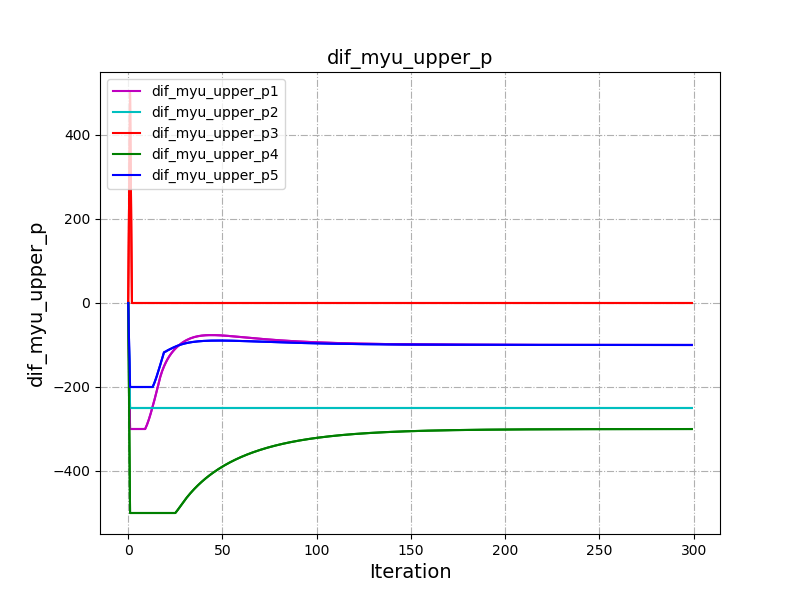 dif_myu_upper_p
dif_myu_upper_p1
dif_myu_upper_p2
dif_myu_upper_p3
dif_myu_upper_p4
dif_myu_upper_p5
dif_myu_upper_p
400
200
0
−200
−400
0 50 100 150 200 250 300
Iteration